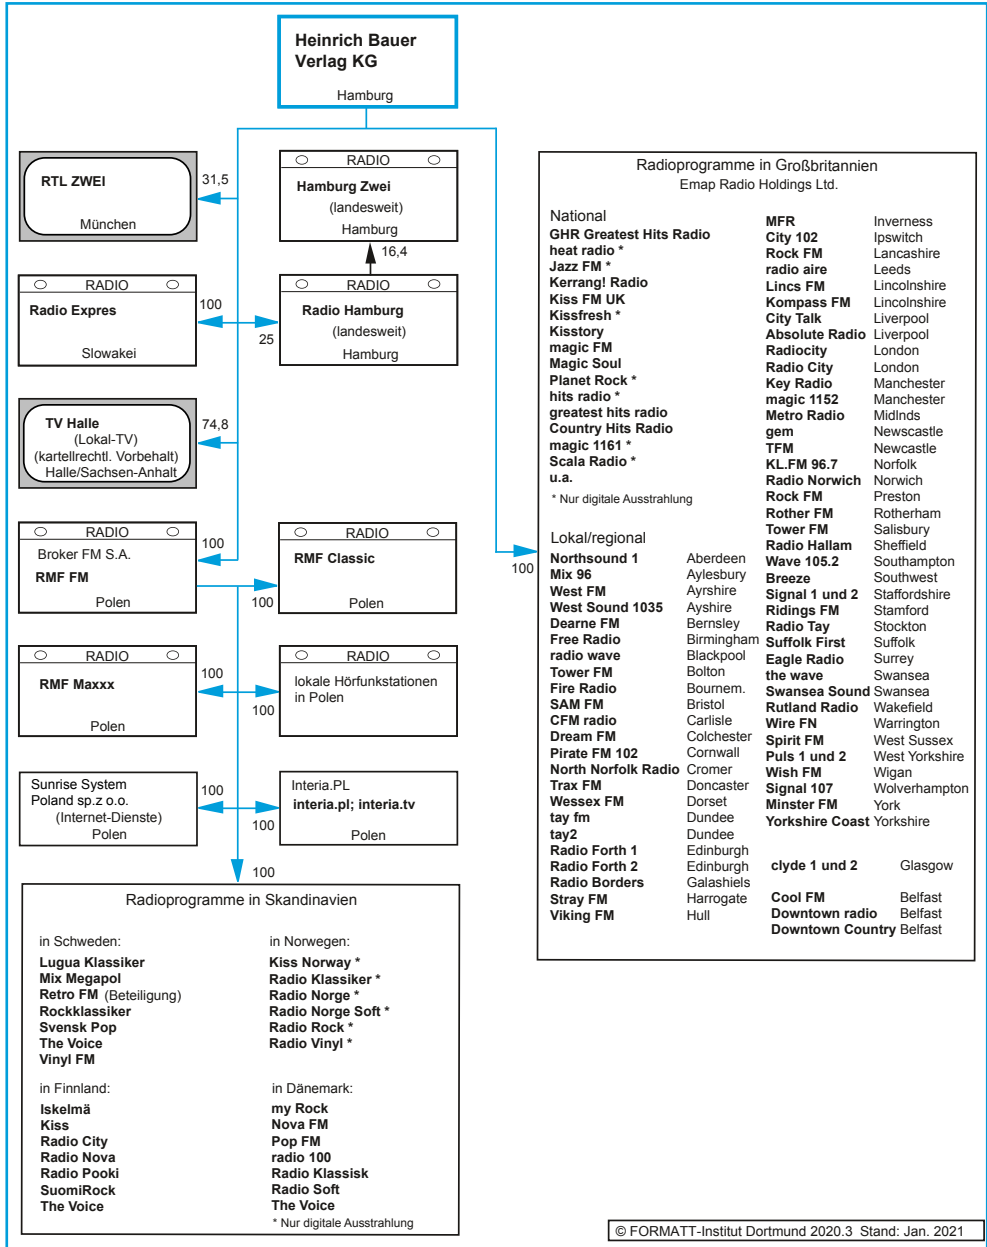 Heinrich Bauer
Verlag KG
Hamburg
RTL ZWEI
München
31,5
RADIO
Hamburg Zwei
(landesweit)
Hamburg
16,4
RADIO
Radio Expres
Slowakei
100
25
RADIO
Radio Hamburg
(landesweit)
Hamburg
TV Halle
(Lokal-TV)
(kartellrechtl. Vorbehalt)
Halle/Sachsen-Anhalt
74,8
RADIO
Broker FM S.A.
RMF FM
Polen
100
RADIO
RMF Classic
Polen
100
RADIO
RMF Maxxx
Polen
100
RADIO
lokale Hörfunkstationen
in Polen
100
Sunrise System
Poland sp.z o.o.
(Internet-Dienste)
Polen
100
Interia.PL
interia.pl; interia.tv
Polen
100
100
Radioprogramme in Skandinavien
in Schweden:
Lugua Klassiker
Mix Megapol
Retro FM (Beteiligung)
Rockklassiker
Svensk Pop
The Voice
Vinyl FM
in Norwegen:
Kiss Norway *
Radio Klassiker *
Radio Norge *
Radio Norge Soft *
Radio Rock *
Radio Vinyl *
in Finnland:
Iskelmä
Kiss
Radio City
Radio Nova
Radio Pooki
SuomiRock
The Voice
in Dänemark:
my Rock
Nova FM
Pop FM
radio 100
Radio Klassisk
Radio Soft
The Voice
* Nur digitale Ausstrahlung
100
Radioprogramme in Großbritannien
Emap Radio Holdings Ltd.
National
GHR Greatest Hits Radio
heat radio *
Jazz FM *
Kerrang! Radio
Kiss FM UK
Kissfresh *
Kisstory
magic FM
Magic Soul
Planet Rock *
hits radio *
greatest hits radio
Country Hits Radio
magic 1161 *
Scala Radio *
u.a.
* Nur digitale Ausstrahlung
Lokal/regional
Northsound 1 Aberdeen
Mix 96 Aylesbury
West FM Ayrshire
West Sound 1035 Ayshire
Dearne FM Bernsley
Free Radio Birmingham
radio wave Blackpool
Tower FM Bolton
Fire Radio Bournem.
SAM FM Bristol
CFM radio Carlisle
Dream FM Colchester
Pirate FM 102 Cornwall
North Norfolk Radio Cromer
Trax FM Doncaster
Wessex FM Dorset
tay fm Dundee
tay2 Dundee
Radio Forth 1 Edinburgh
Radio Forth 2 Edinburgh
Radio Borders Galashiels
Stray FM Harrogate
Viking FM Hull
MFR Inverness
City 102 Ipswitch
Rock FM Lancashire
radio aire Leeds
Lincs FM Lincolnshire
Kompass FM Lincolnshire
City Talk Liverpool
Absolute Radio Liverpool
Radiocity London
Radio City London
Key Radio Manchester
magic 1152 Manchester
Metro Radio Midlnds
gem Newscastle
TFM Newcastle
KL.FM 96.7 Norfolk
Radio Norwich Norwich
Rock FM Preston
Rother FM Rotherham
Tower FM Salisbury
Radio Hallam Sheffield
Wave 105.2 Southampton
Breeze Southwest
Signal 1 und 2 Staffordshire
Ridings FM Stamford
Radio Tay Stockton
Suffolk First Suffolk
Eagle Radio Surrey
the wave Swansea
Swansea Sound Swansea
Rutland Radio Wakefield
Wire FN Warrington
Spirit FM West Sussex
Puls 1 und 2 West Yorkshire
Wish FM Wigan
Signal 107 Wolverhampton
Minster FM York
Yorkshire Coast Yorkshire
clyde 1 und 2 Glasgow
Cool FM Belfast
Downtown radio Belfast
Downtown Country Belfast
© FORMATT-Institut Dortmund 2020.3 Stand: Jan. 2021